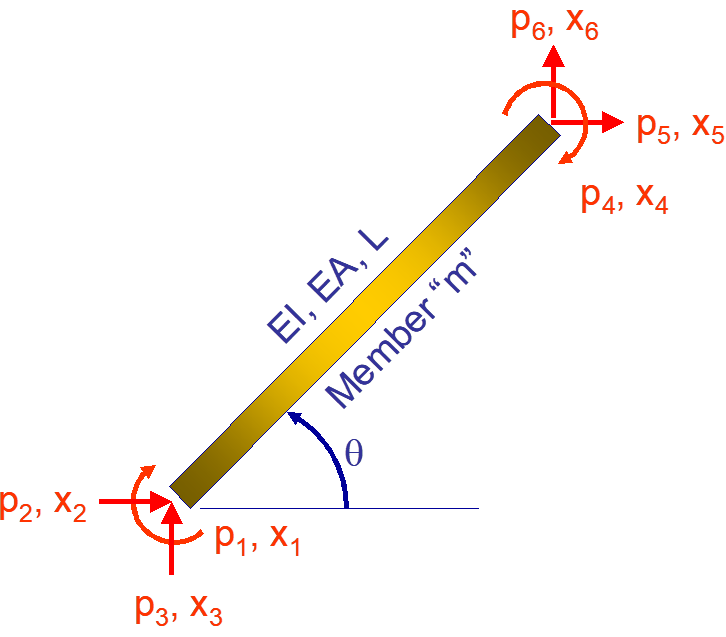 p₆, x₆
p₅, x₅
p₄, x₄
EI, EA, L
Member “m”
θ
p₂, x₂
p₁, x₁
p₃, x₃